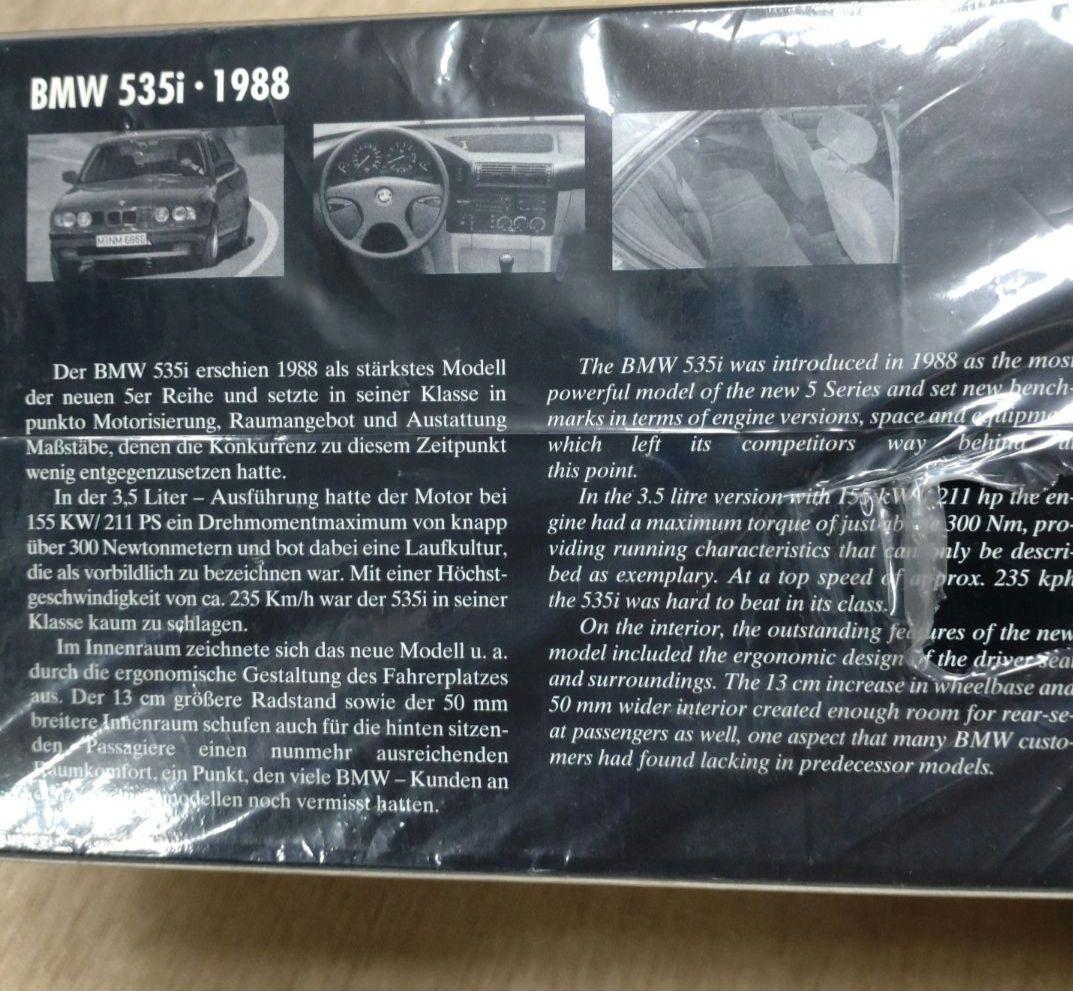 BMW 535i · 1988
M·NM 6866
Der BMW 535i erschien 1988 als stärkstes Modell
der neuen 5er Reihe und setzte in seiner Klasse in
punkto Motorisierung, Raumangebot und Austattung
Maßstäbe, denen die Konkurrenz zu diesem Zeitpunkt
wenig entgegenzusetzen hatte.
In der 3,5 Liter – Ausführung hatte der Motor bei
155 KW/ 211 PS ein Drehmomentmaximum von knapp
über 300 Newtonmetern und bot dabei eine Laufkultur,
die als vorbildlich zu bezeichnen war. Mit einer Höchst-
geschwindigkeit von ca. 235 Km/h war der 535i in seiner
Klasse kaum zu schlagen.
Im Innenraum zeichnete sich das neue Modell u. a.
durch die ergonomische Gestaltung des Fahrerplatzes
aus. Der 13 cm größere Radstand sowie der 50 mm
breitere Innenraum schufen auch für die hinten sitzen-
den Passagiere einen nunmehr ausreichenden
Raumkomfort, ein Punkt, den viele BMW – Kunden an
noch vermisst hatten.
The BMW 535i was introduced in 1988 as the most
powerful model of the new 5 Series and set new bench-
marks in terms of engine versions, space and
which left its competitors way behind
this point.
In the 3.5 litre version with 155 kW / 211 hp the en-
gine had a maximum torque of just above 300 Nm, pro-
viding running characteristics that can only be descri-
bed as exemplary. At a top speed of approx. 235 kph
the 535i was hard to beat in its class.
On the interior, the outstanding features of the new
model included the ergonomic design of the driver seat
and surroundings. The 13 cm increase in wheelbase and
50 mm wider interior created enough room for rear-se-
at passengers as well, one aspect that many BMW custo-
mers had found lacking in predecessor models.